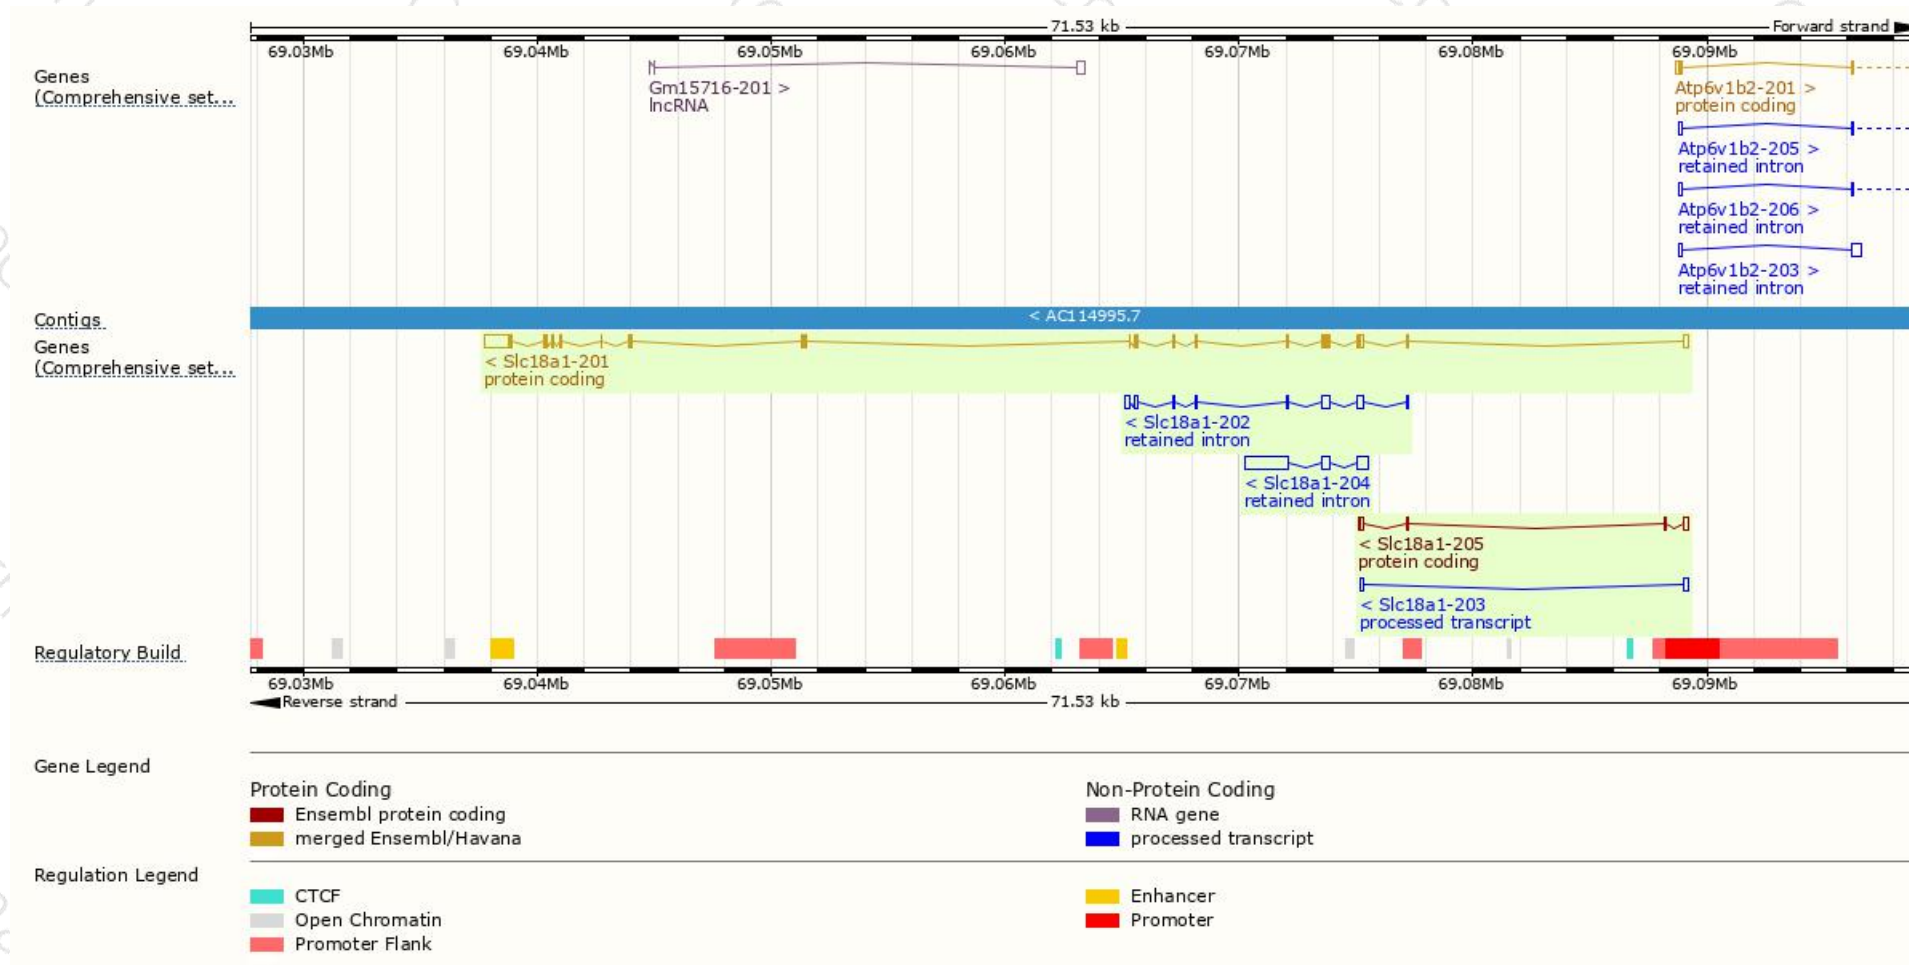 71.53 kb Forward strand
69.03Mb 69.04Mb 69.05Mb 69.06Mb 69.07Mb 69.08Mb 69.09Mb
Genes
(Comprehensive set...
Gm15716-201 >
lncRNA
Atp6v1b2-201 >
protein coding
Atp6v1b2-205 >
retained intron
Atp6v1b2-206 >
retained intron
Atp6v1b2-203 >
retained intron
Contigs
< AC114995.7
Genes
(Comprehensive set...
< Slc18a1-201
protein coding
< Slc18a1-202
retained intron
< Slc18a1-204
retained intron
< Slc18a1-205
protein coding
< Slc18a1-203
processed transcript
Regulatory Build
69.03Mb 69.04Mb 69.05Mb 69.06Mb 69.07Mb 69.08Mb 69.09Mb
Reverse strand 71.53 kb
Gene Legend
Protein Coding
Ensembl protein coding
merged Ensembl/Havana
Non-Protein Coding
RNA gene
processed transcript
Regulation Legend
CTCF
Open Chromatin
Promoter Flank
Enhancer
Promoter